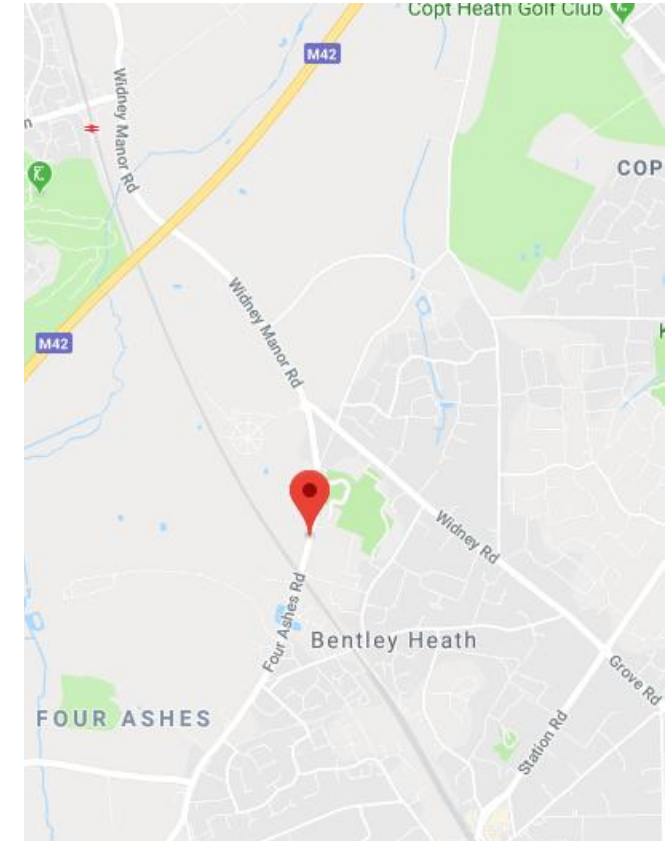 Copt Heath Golf Club
M42
Widney Manor Rd
COP
Widney Manor Rd
M42
Widney Rd
Four Ashes Rd
Bentley Heath
Grove Rd
FOUR ASHES
Station Rd